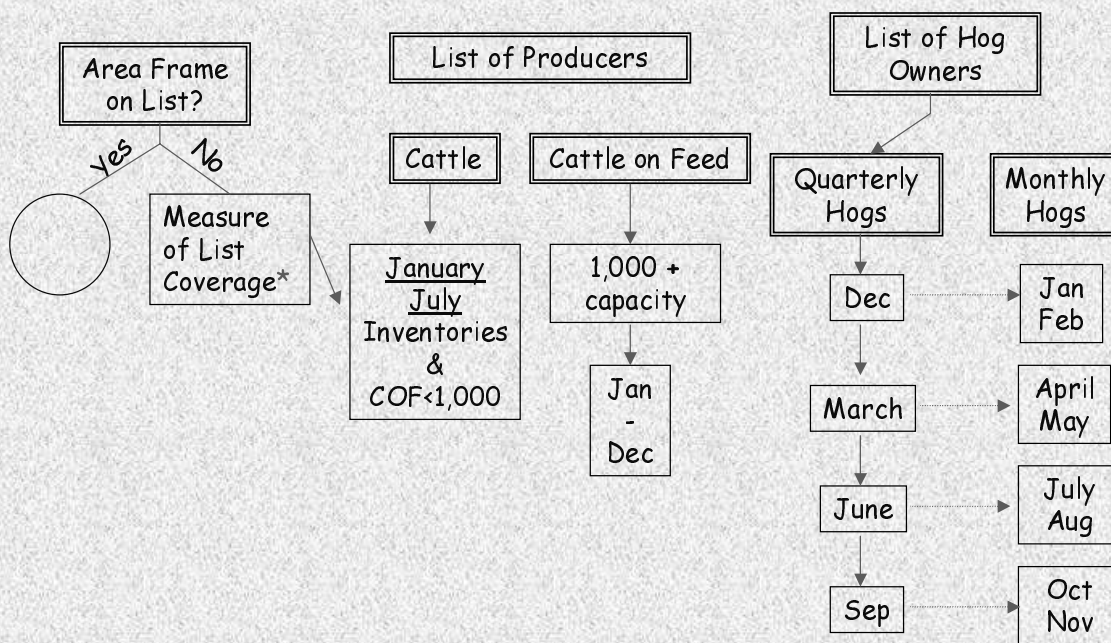 Area Frame
on List?
Yes
No
Measure
of List
Coverage*
List of Producers
Cattle
January
July
Inventories
&
COF<1,000
Cattle on Feed
1,000 +
capacity
Jan
-
Dec
List of Hog
Owners
Quarterly
Hogs
Monthly
Hogs
Dec
Jan
Feb
March
April
May
June
July
Aug
Sep
Oct
Nov